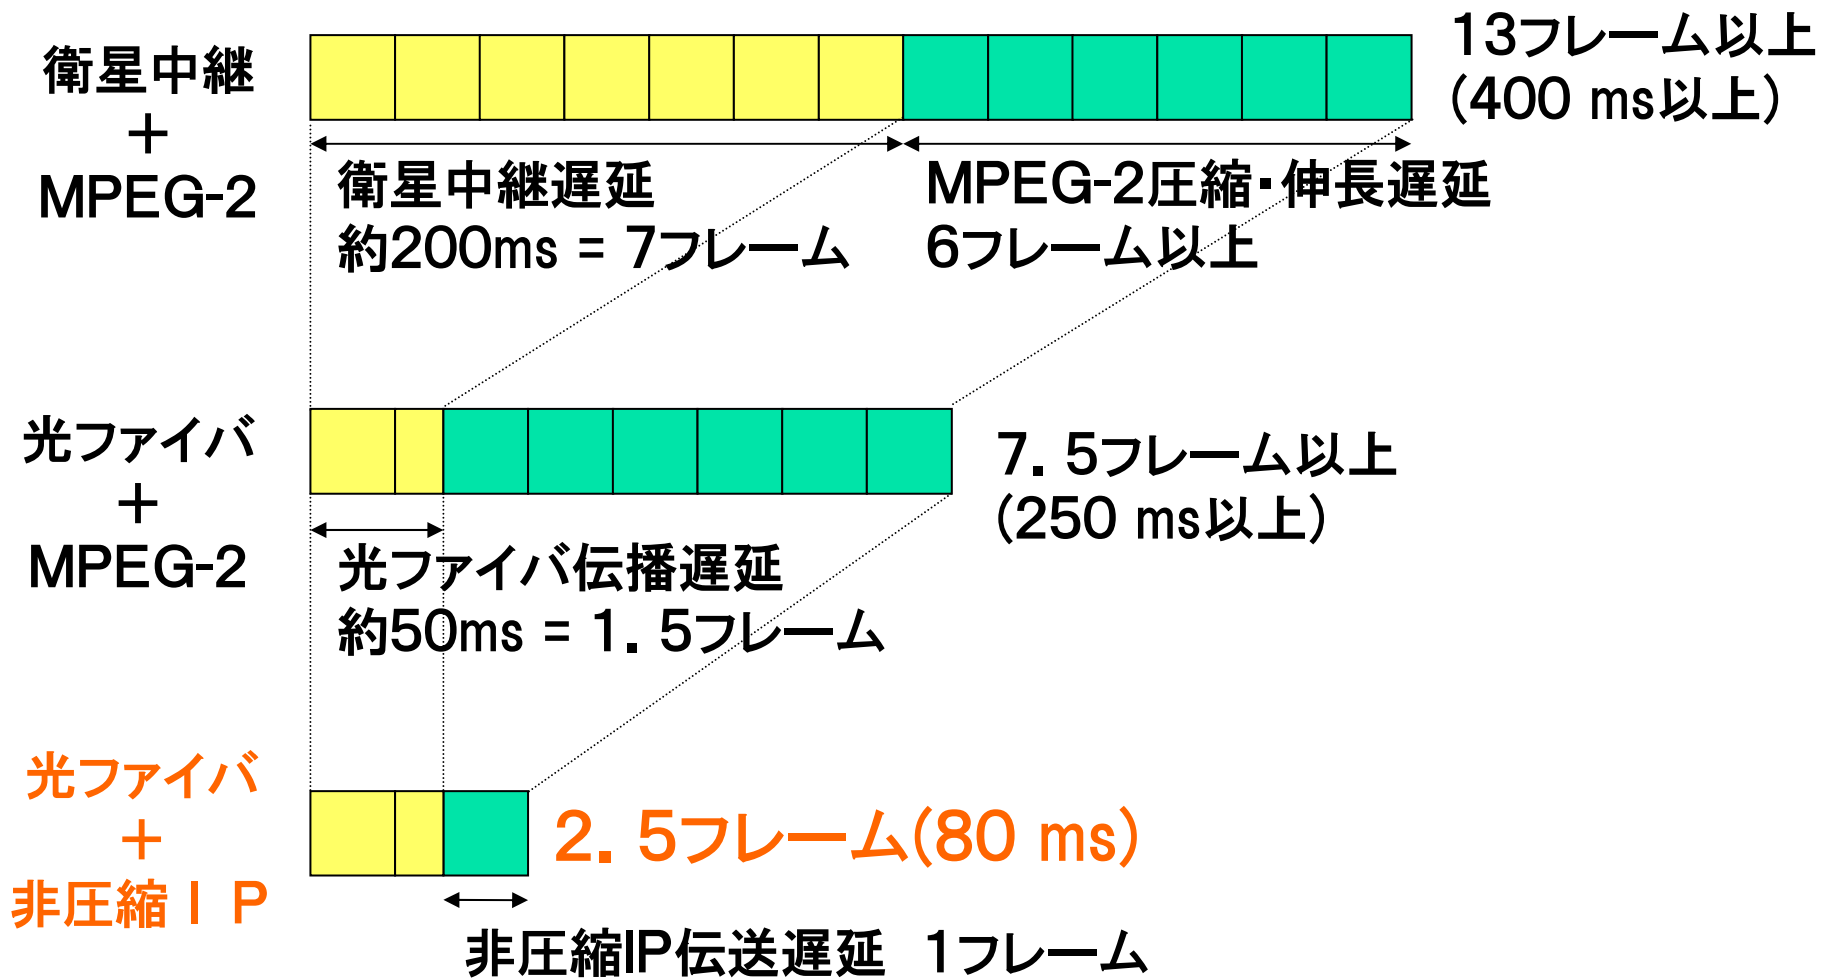 衛星中継
＋
MPEG-2
13フレーム以上
(400 ms以上)
衛星中継遅延
約200ms = 7フレーム
MPEG-2圧縮・伸長遅延
6フレーム以上
光ファイバ
＋
MPEG-2
7．5フレーム以上
(250 ms以上)
光ファイバ伝播遅延
約50ms = 1．5フレーム
光ファイバ
＋
非圧縮ＩＰ
2．5フレーム(80 ms)
非圧縮IP伝送遅延　1フレーム